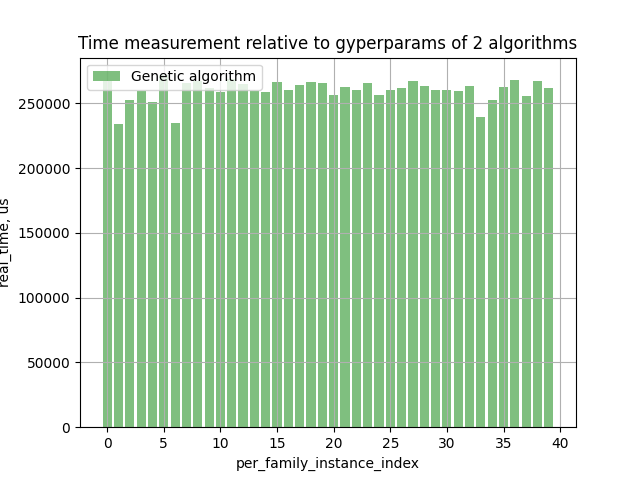 Time measurement relative to gyperparams of 2 algorithms
Genetic algorithm
250000
200000
150000
100000
50000
0
real_time, us
0 5 10 15 20 25 30 35 40
per_family_instance_index